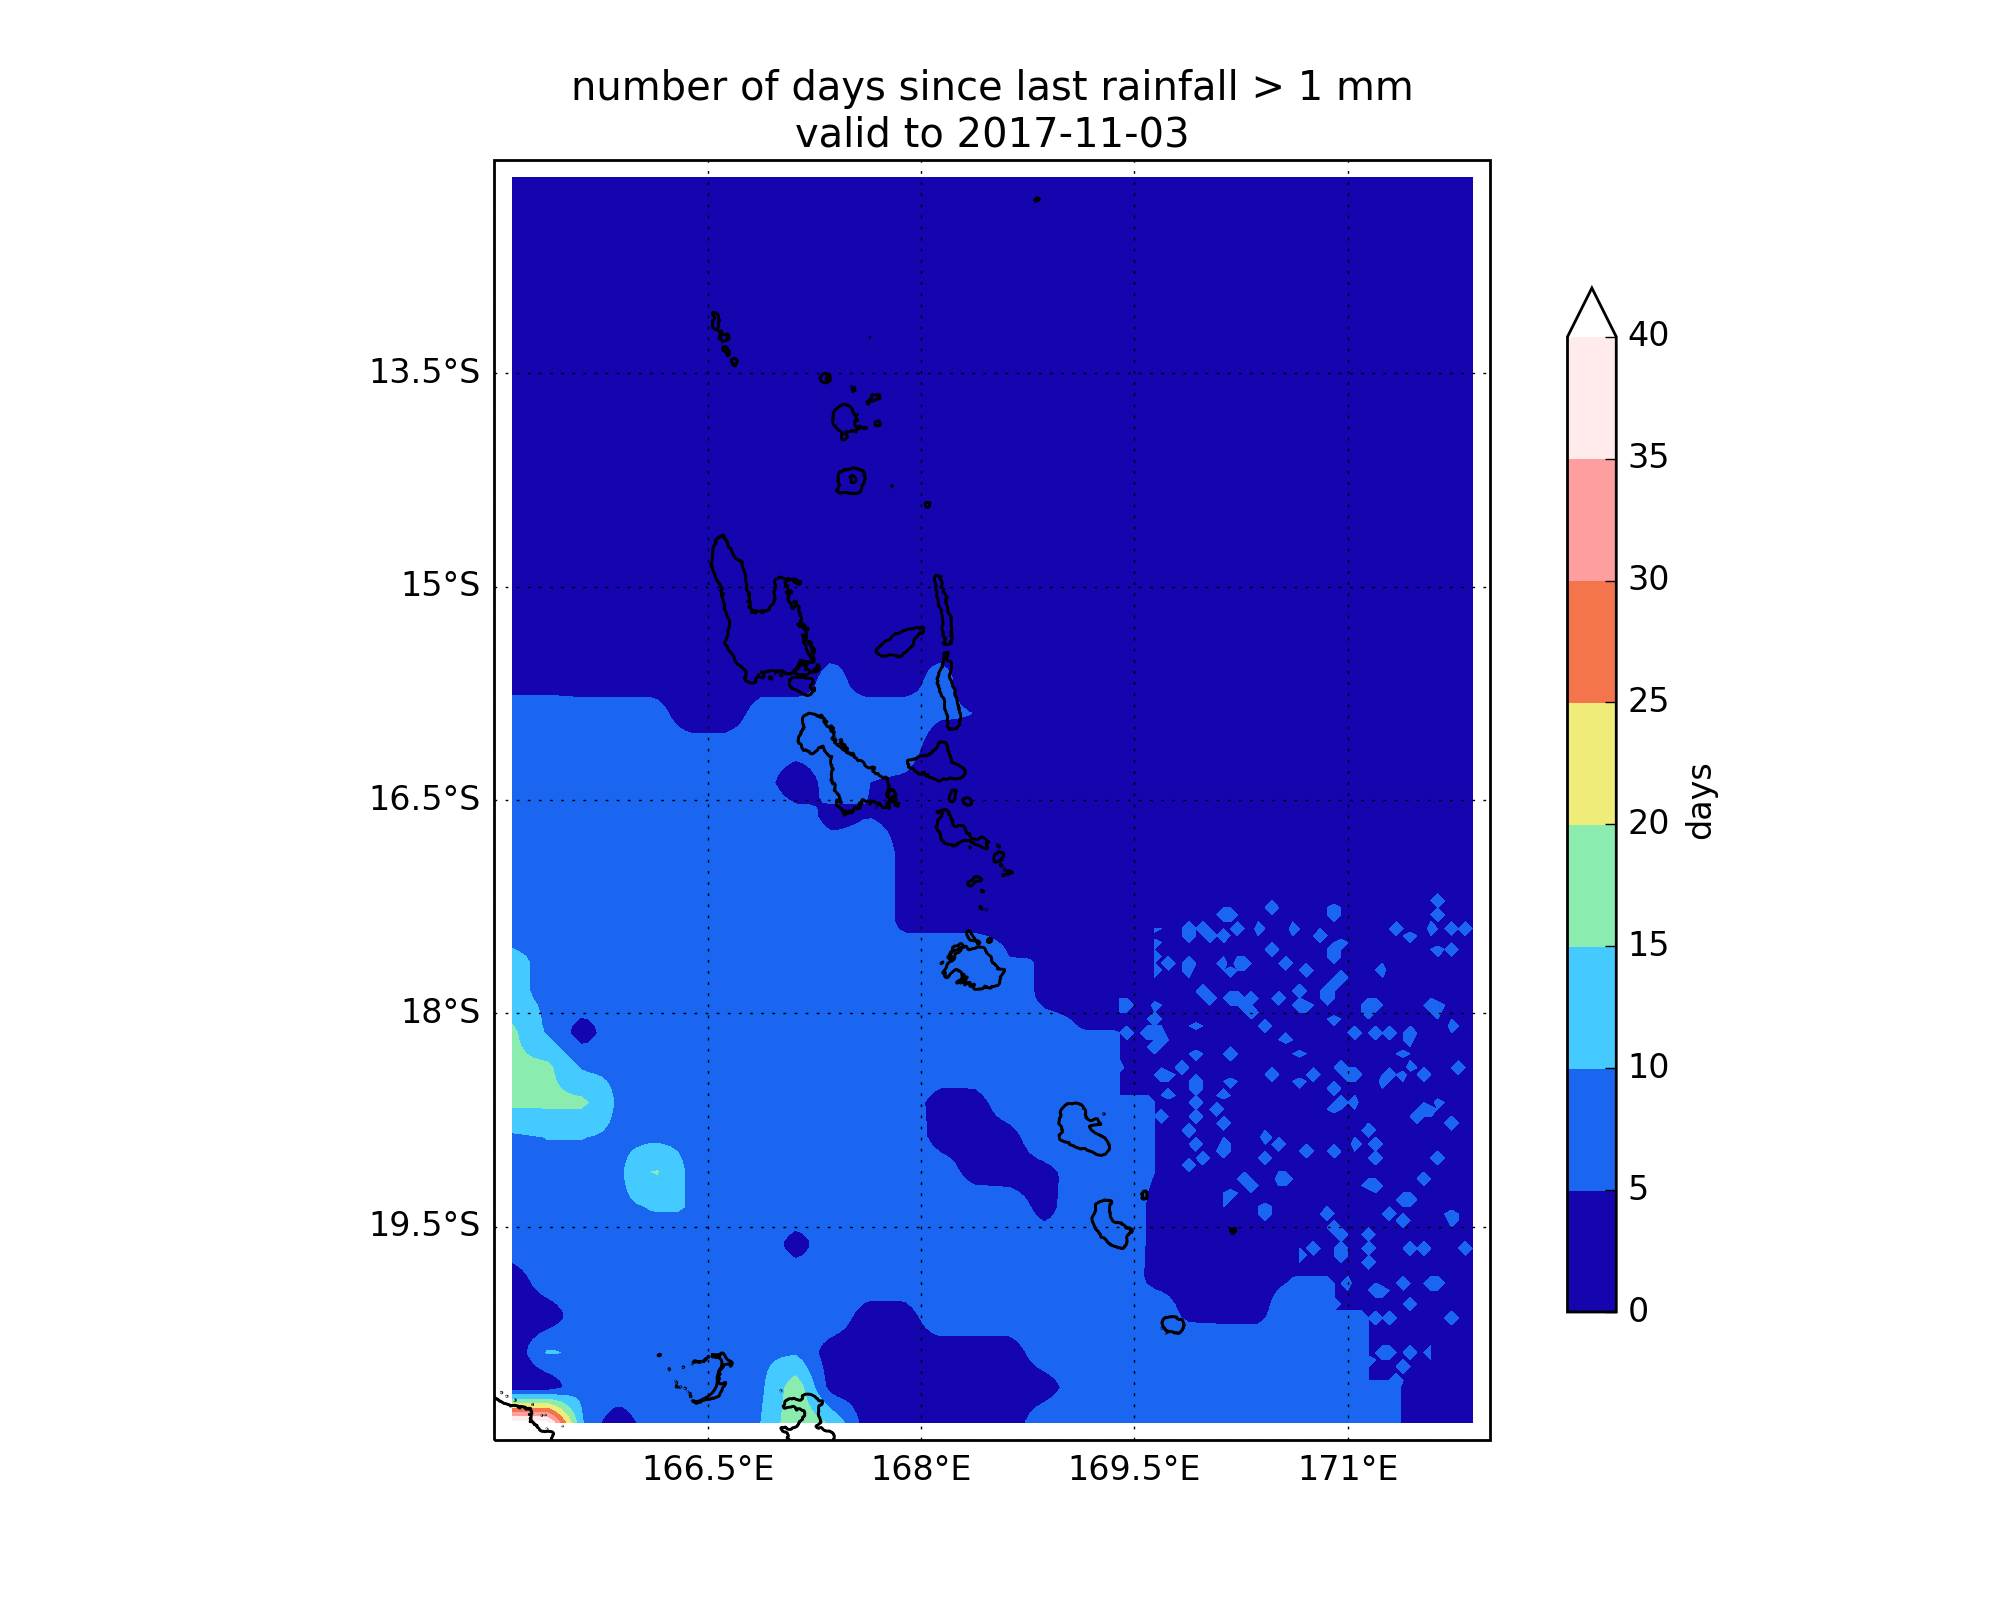 number of days since last rainfall > 1 mm
valid to 2017-11-03
13.5°S
15°S
16.5°S
18°S
19.5°S
166.5°E
168°E
169.5°E
171°E
40
35
30
25
20
15
10
5
0
days